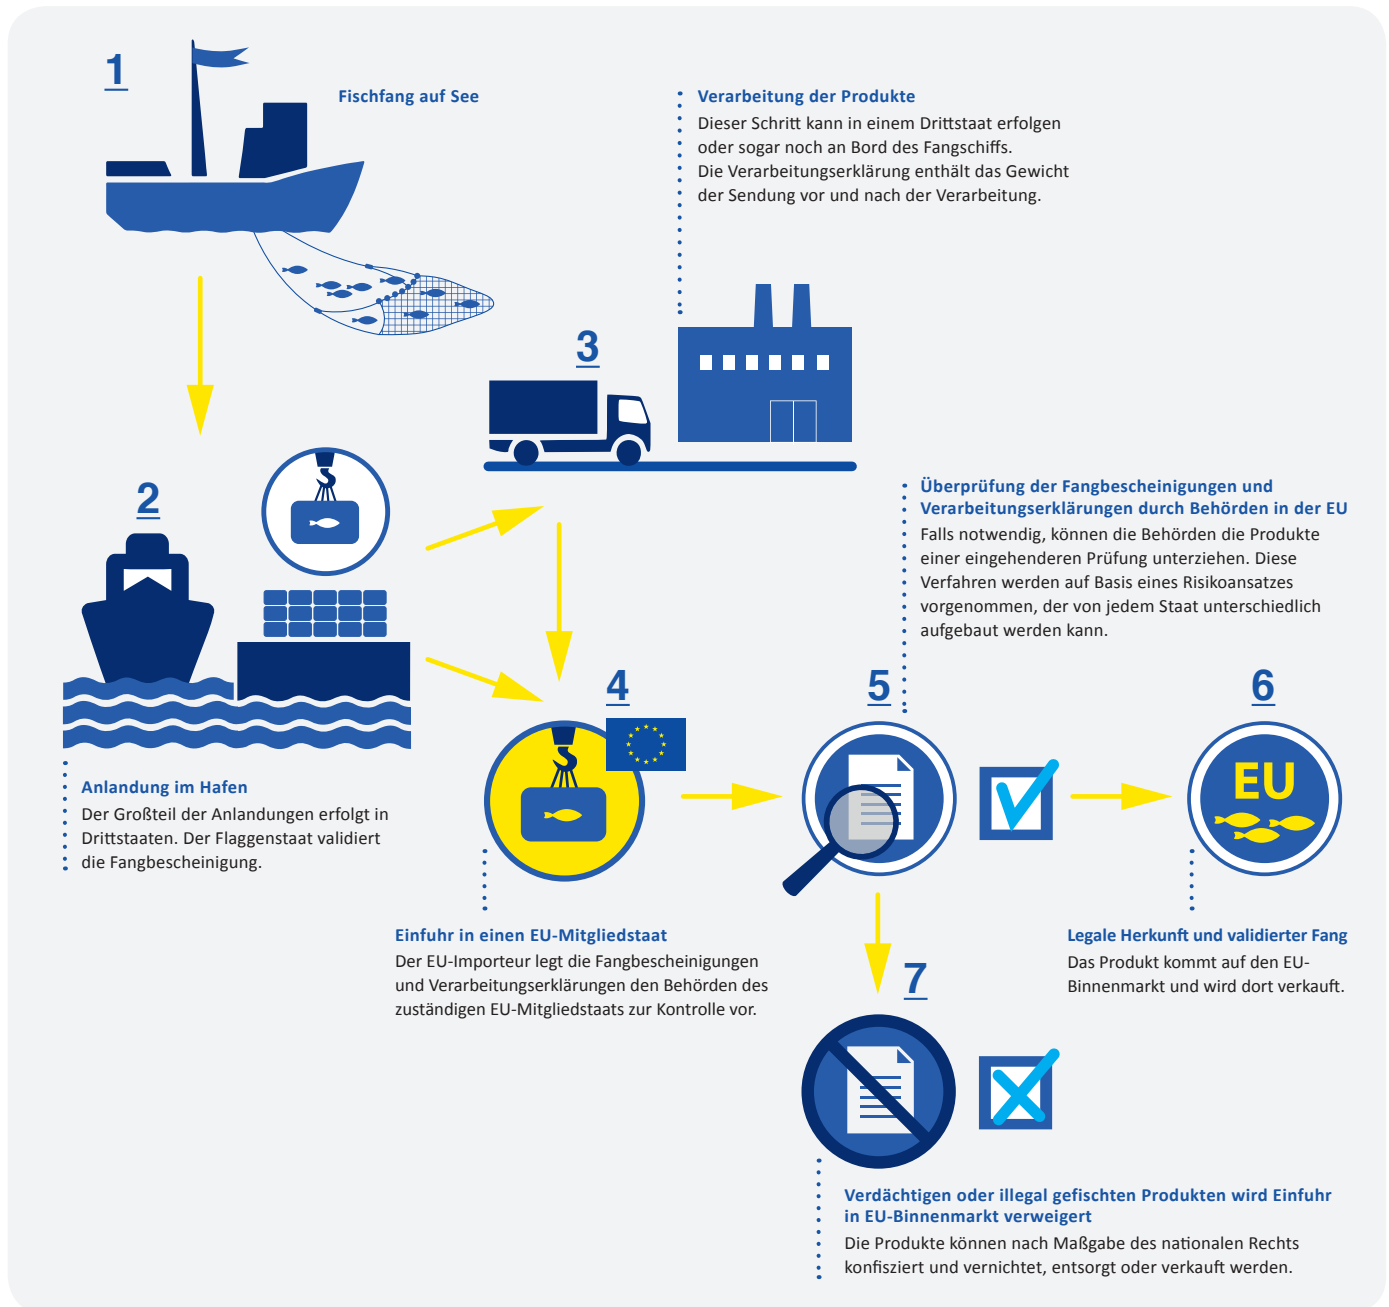 1
Fischfang auf See
Verarbeitung der Produkte
Dieser Schritt kann in einem Drittstaat erfolgen
oder sogar noch an Bord des Fangschiffs.
Die Verarbeitungserklärung enthält das Gewicht
der Sendung vor und nach der Verarbeitung.
3
2
Anlandung im Hafen
Der Großteil der Anlandungen erfolgt in
Drittstaaten. Der Flaggenstaat validiert
die Fangbescheinigung.
4
Einfuhr in einen EU-Mitgliedstaat
Der EU-Importeur legt die Fangbescheinigungen
und Verarbeitungserklärungen den Behörden des
zuständigen EU-Mitgliedstaats zur Kontrolle vor.
Überprüfung der Fangbescheinigungen und
Verarbeitungserklärungen durch Behörden in der EU
Falls notwendig, können die Behörden die Produkte
einer eingehenderen Prüfung unterziehen. Diese
Verfahren werden auf Basis eines Risikoansatzes
vorgenommen, der von jedem Staat unterschiedlich
aufgebaut werden kann.
5
6
EU
Legale Herkunft und validierter Fang
Das Produkt kommt auf den EU-
Binnenmarkt und wird dort verkauft.
7
Verdächtigen oder illegal gefischten Produkten wird Einfuhr
in EU-Binnenmarkt verweigert
Die Produkte können nach Maßgabe des nationalen Rechts
konfisziert und vernichtet, entsorgt oder verkauft werden.